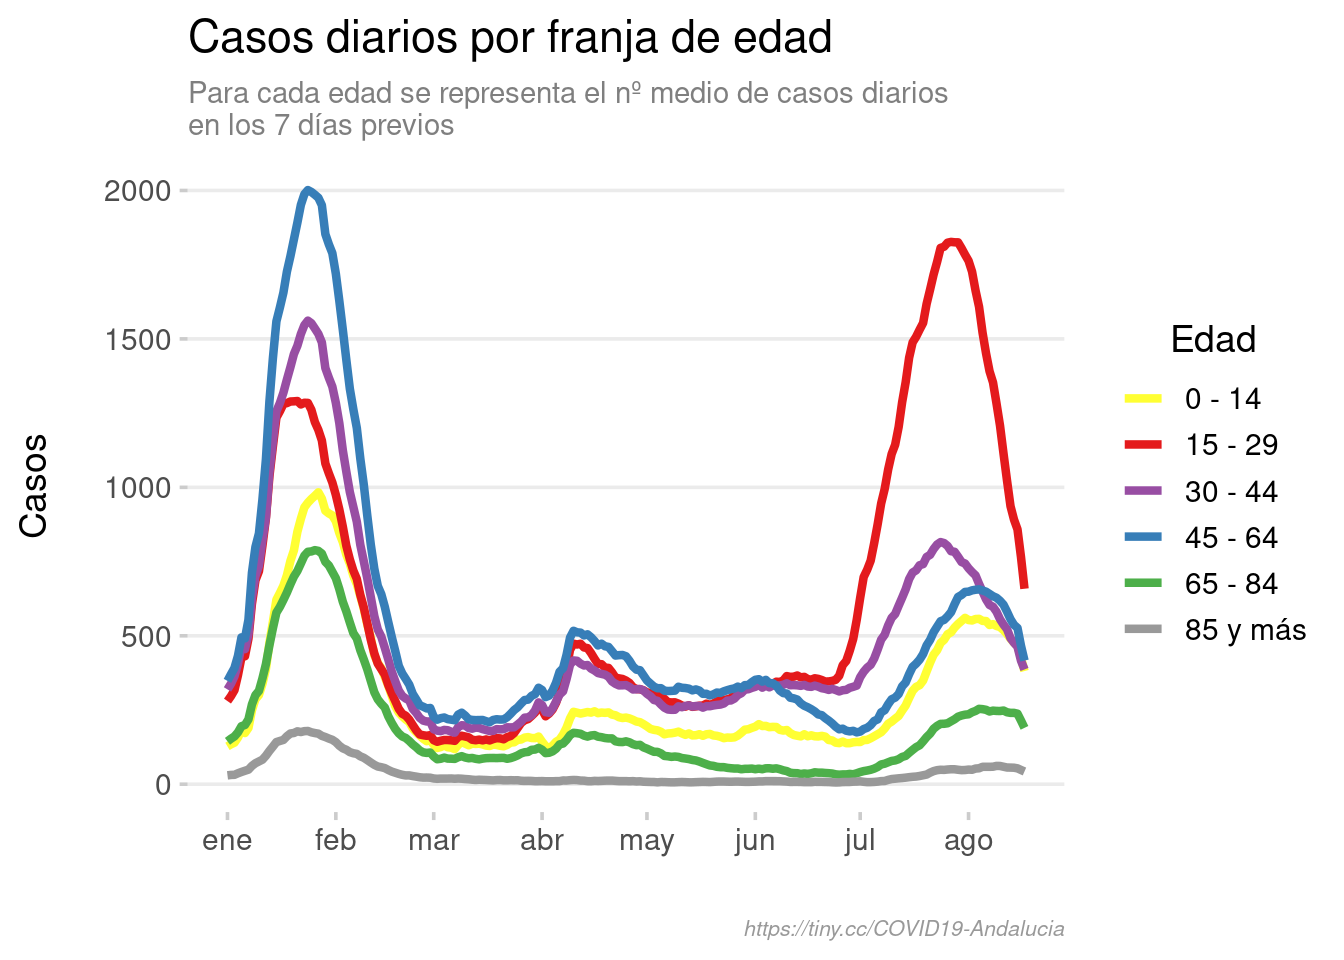 Casos diarios por franja de edad
Para cada edad se representa el nº medio de casos diarios
en los 7 días previos
2000
1500
1000
500
0
Casos
ene feb mar abr may jun jul ago
Edad
0 - 14
15 - 29
30 - 44
45 - 64
65 - 84
85 y más
https://tiny.cc/COVID19-Andalucia